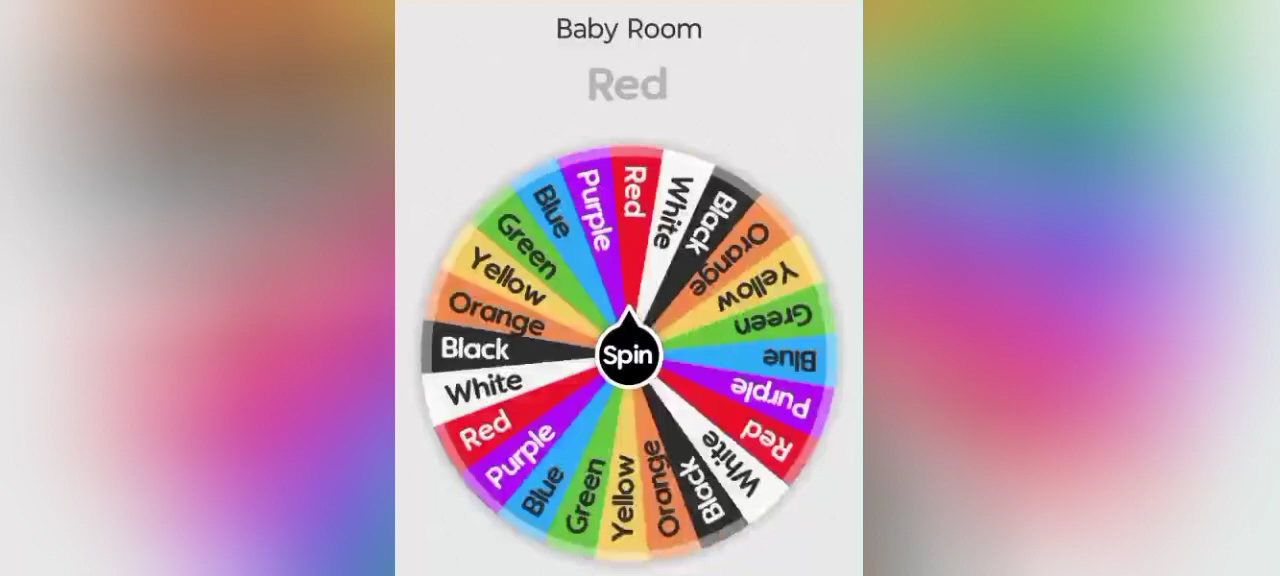 Baby Room
Red
Red
White
Black
Orange
Yellow
Green
Blue
Purple
Red
White
Black
Orange
Yellow
Green
Blue
Purple
Red
White
Black
Orange
Yellow
Green
Blue
Purple
Spin